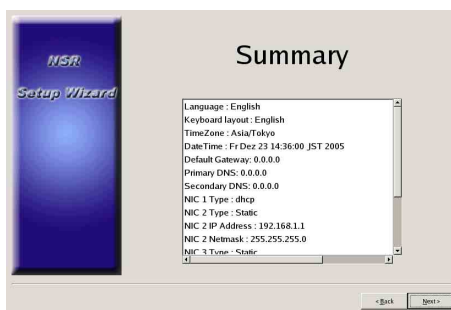 NSR
Setup Wizard
Summary
Language : English
Keyboard layout : English
TimeZone : Asia/Tokyo
DateTime : Fr Dez 23 14:36:00 JST 2005
Default Gateway: 0.0.0.0
Primary DNS: 0.0.0.0
Secondary DNS: 0.0.0.0
NIC 1 Type : dhcp
NIC 2 Type : Static
NIC 2 IP Address : 192.168.1.1
NIC 2 Netmask : 255.255.255.0
NIC 3 Type : Static
< Back
Next >